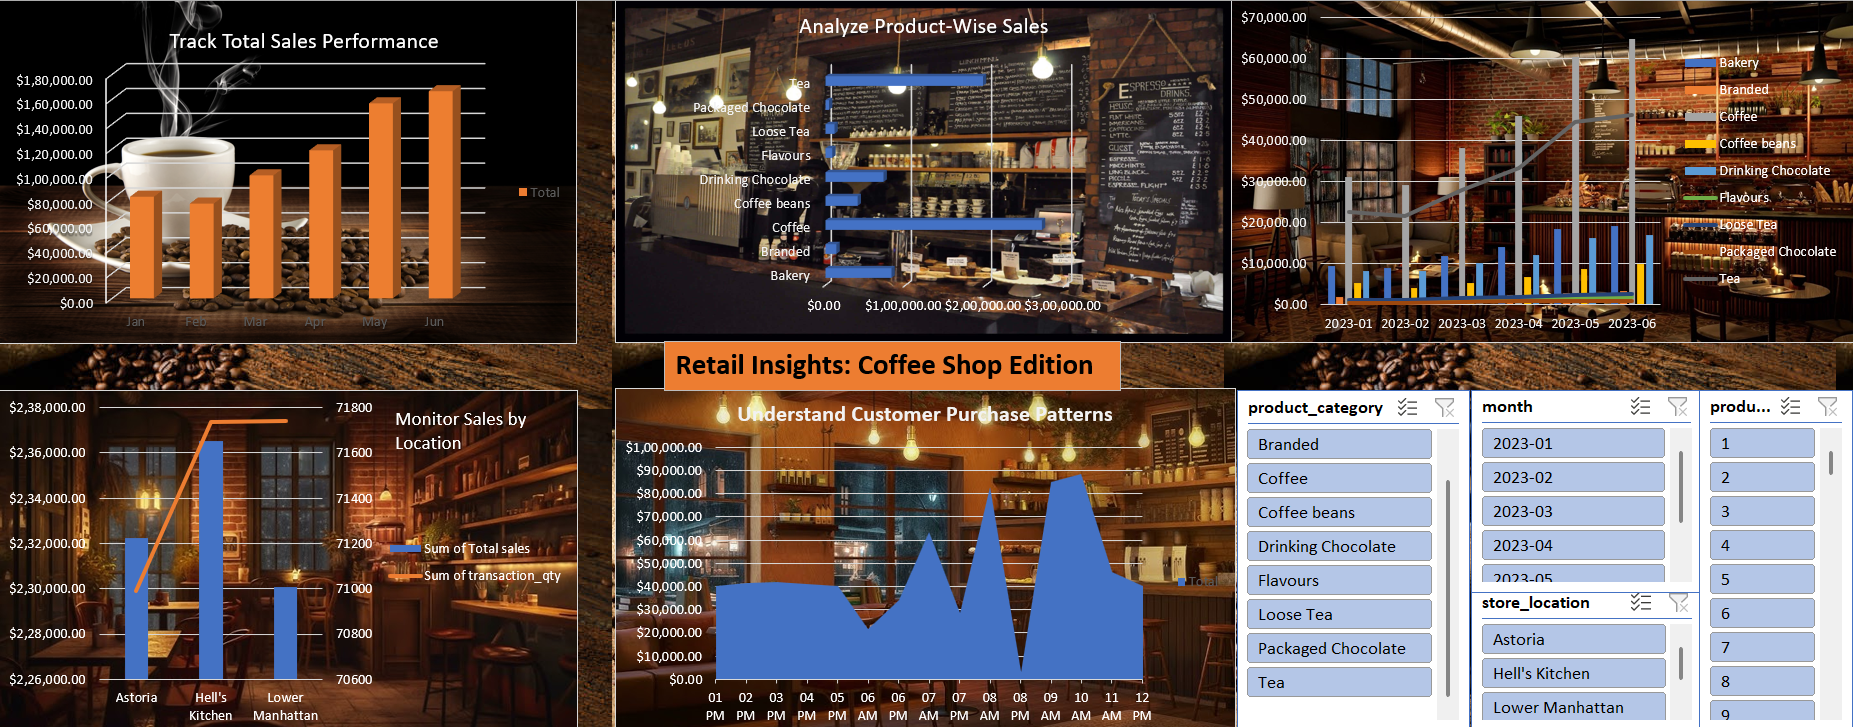 Track Total Sales Performance
$1,80,000.00
$1,60,000.00
$1,40,000.00
$1,20,000.00
$1,00,000.00
$80,000.00
$60,000.00
$40,000.00
$20,000.00
$0.00
Jan Feb Mar Apr May Jun
Total
Analyze Product-Wise Sales
Tea
Packaged Chocolate
Loose Tea
Flavours
Drinking Chocolate
Coffee beans
Coffee
Branded
Bakery
$0.00 $1,00,000.00 $2,00,000.00 $3,00,000.00
ESPRESSO
DRINKS
$70,000.00
$60,000.00
$50,000.00
$40,000.00
$30,000.00
$20,000.00
$10,000.00
$0.00
2023-01 2023-02 2023-03 2023-04 2023-05 2023-06
Bakery
Branded
Coffee
Coffee beans
Drinking Chocolate
Flavours
Loose Tea
Packaged Chocolate
Tea
Retail Insights: Coffee Shop Edition
Monitor Sales by
Location
$2,38,000.00
$2,36,000.00
$2,34,000.00
$2,32,000.00
$2,30,000.00
$2,28,000.00
$2,26,000.00
71800
71600
71400
71200
71000
70800
70600
Astoria
Hell's
Kitchen
Lower
Manhattan
Sum of Total sales
Sum of transaction_qty
Understand Customer Purchase Patterns
$1,00,000.00
$90,000.00
$80,000.00
$70,000.00
$60,000.00
$50,000.00
$40,000.00
$30,000.00
$20,000.00
$10,000.00
$0.00
01 02 03 04 05 06 06 07 07 08 08 09 10 11 12
PM PM PM PM PM AM PM AM PM AM PM AM AM AM PM
Total
product_category
Branded
Coffee
Coffee beans
Drinking Chocolate
Flavours
Loose Tea
Packaged Chocolate
Tea
month
2023-01
2023-02
2023-03
2023-04
2023-05
store_location
Astoria
Hell's Kitchen
Lower Manhattan
produ...
1
2
3
4
5
6
7
8
9